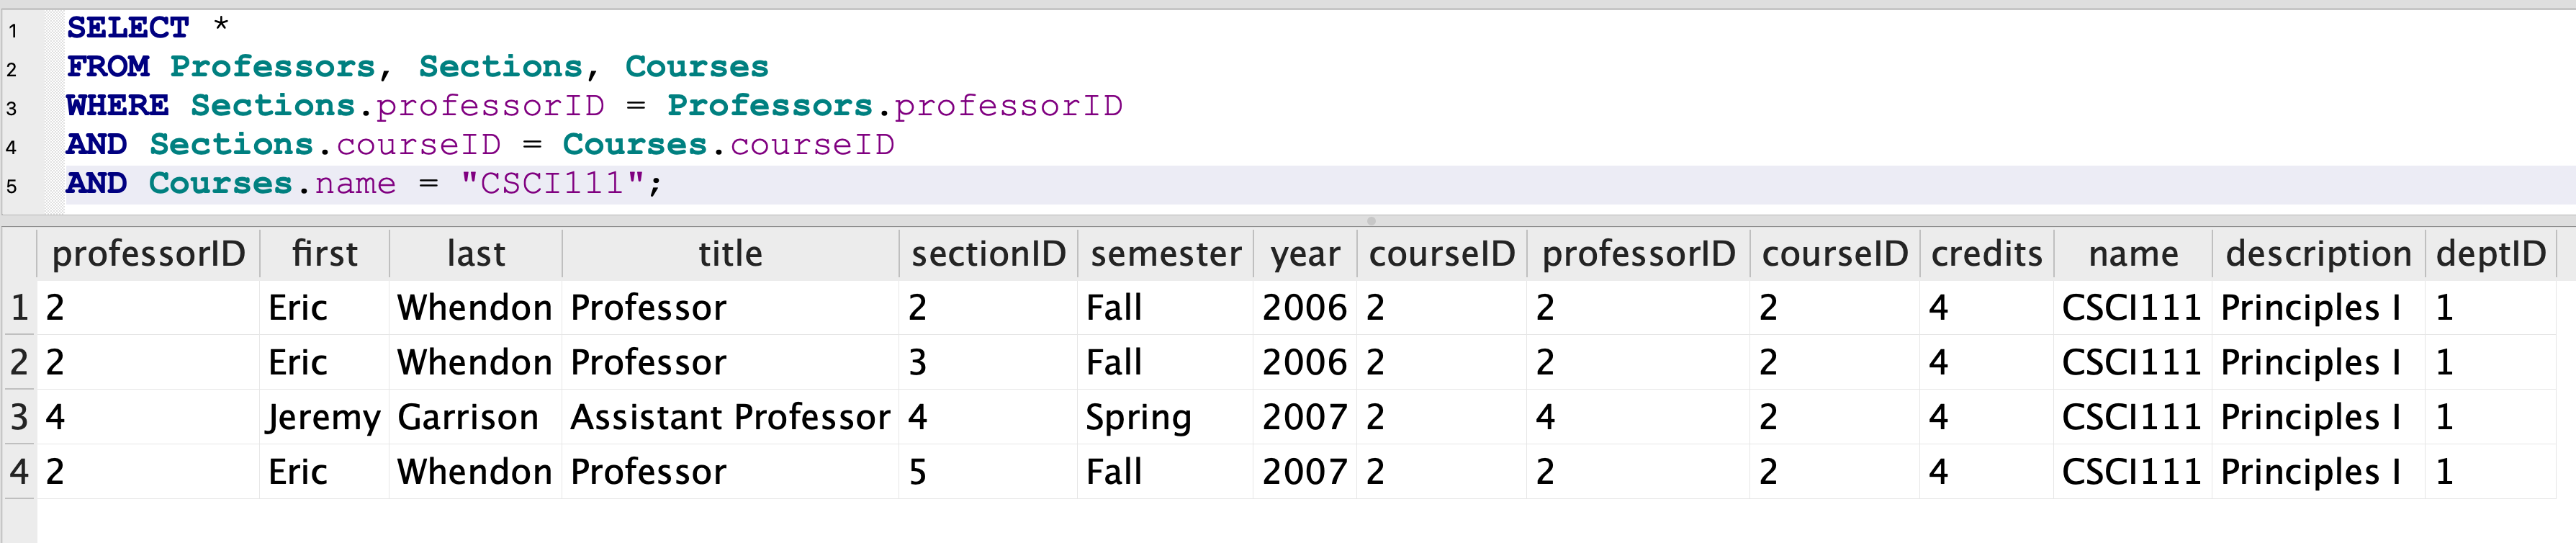 1 SELECT *
2 FROM Professors, Sections, Courses
3 WHERE Sections.professorID = Professors.professorID
4 AND Sections.courseID = Courses.courseID
5 AND Courses.name = "CSCI111";
professorID first last title sectionID semester year courseID professorID courseID credits name description deptID
1 2 Eric Whendon Professor 2 Fall 2006 2 2 2 4 CSCI111 Principles I 1
2 2 Eric Whendon Professor 3 Fall 2006 2 2 2 4 CSCI111 Principles I 1
3 4 Jeremy Garrison Assistant Professor 4 Spring 2007 2 4 2 4 CSCI111 Principles I 1
4 2 Eric Whendon Professor 5 Fall 2007 2 2 2 4 CSCI111 Principles I 1